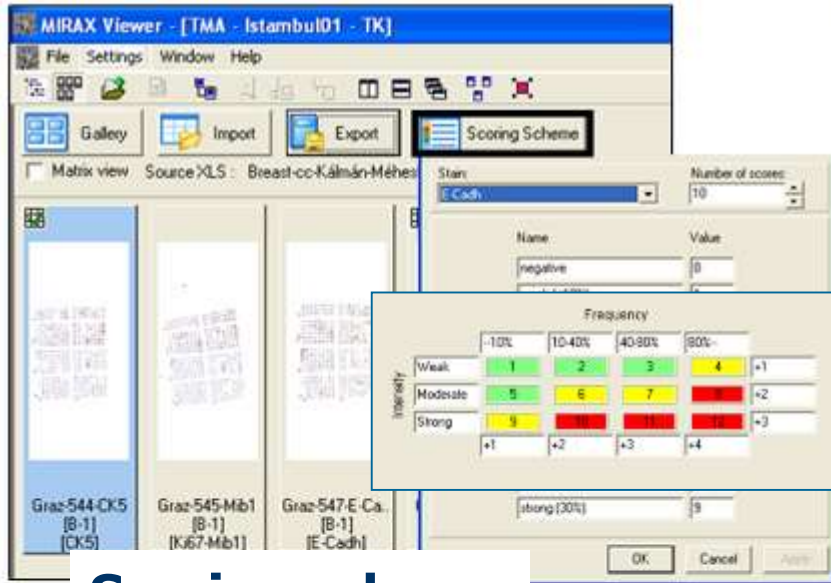 MIRAX Viewer - [TMA - Istambul01 - TK]
File Settings Window Help
Gallery Import Export Scoring Scheme
Matrix view Source XLS : Breast-cc-Kálmán-Méhes
Stain: Number of scores:
E-Cadh 10
Name Value
negative 0
Frequency
-10% 10-40% 40-80% 80%-
Intensity
Weak 1 2 3 4 +1
Moderate 5 6 7 +2
Strong 9 10 11 12 +3
+1 +2 +3 +4
strong (30%) 9
Graz-544-CK5 Graz-545-Mib1 Graz-547-E-Ca..
[B-1] [B-1] [B-1]
[CK5] [Ki67-Mib1] [E-Cadh]
OK Cancel Apply